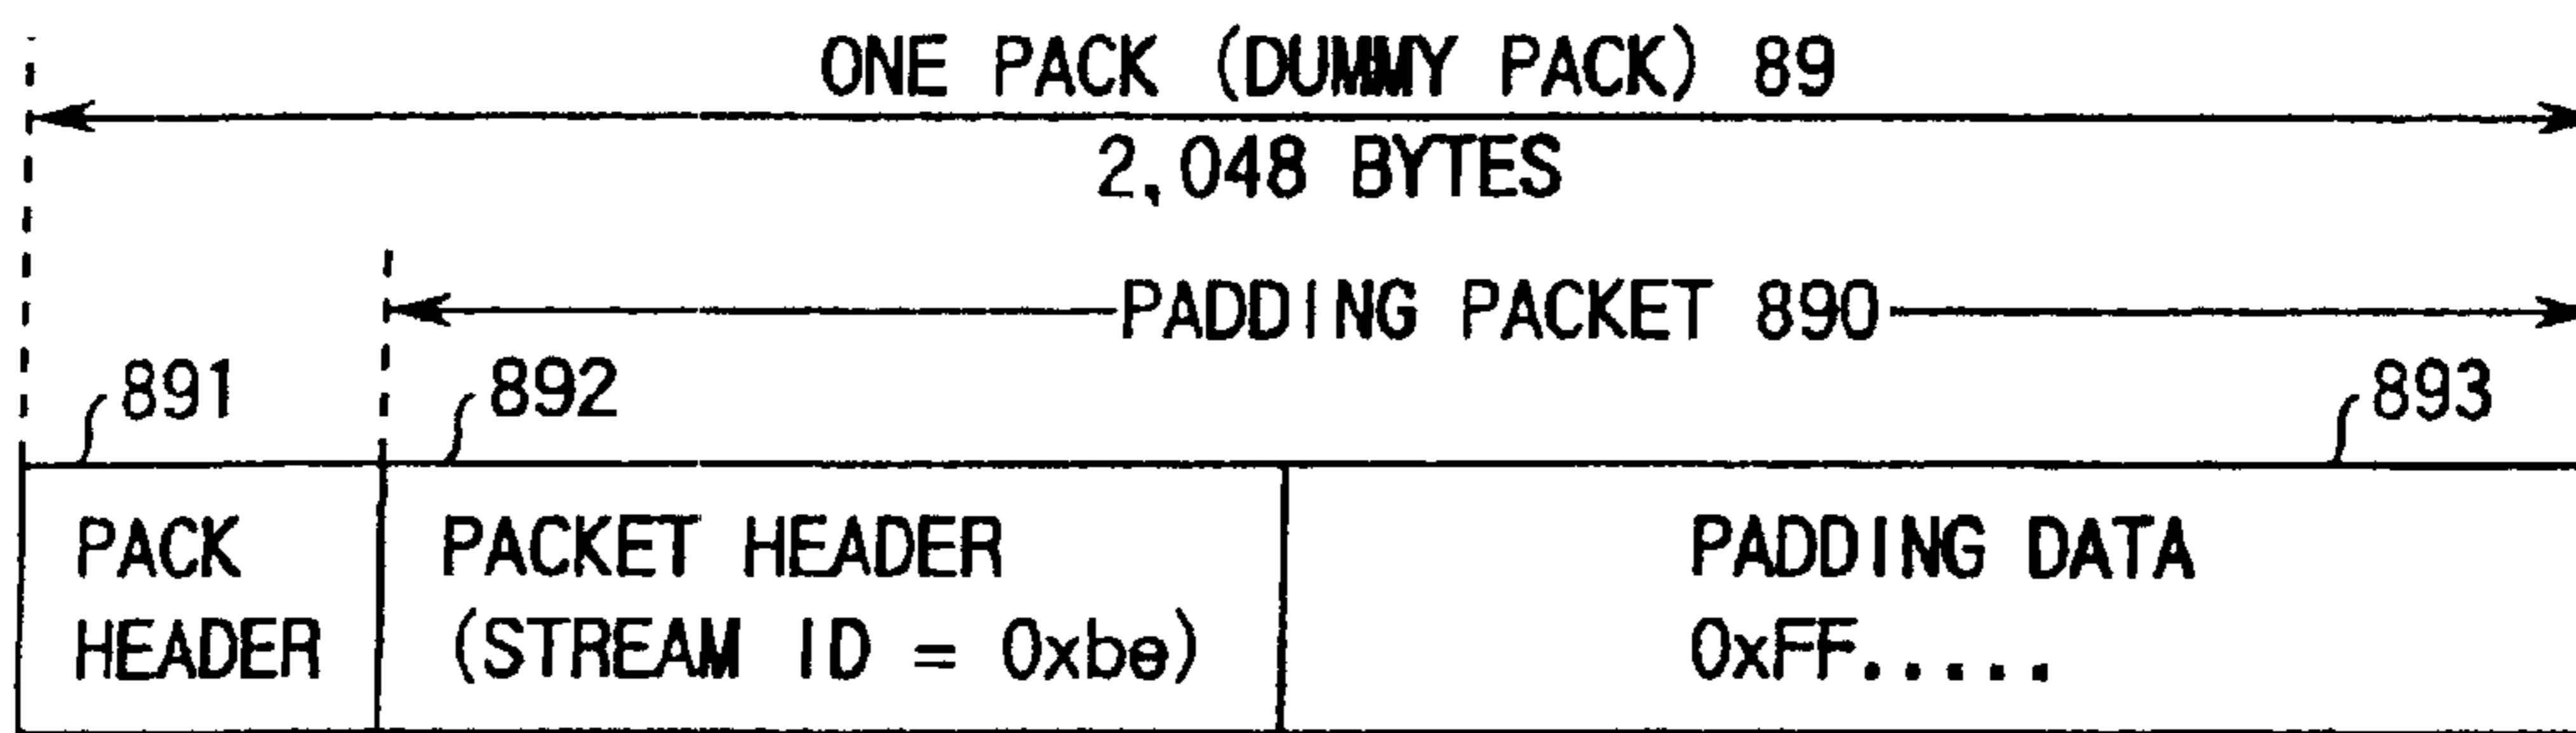 ONE PACK (DUMMY PACK) 89
2,048 BYTES
PADDING PACKET 890
891
892
893
PACK
HEADER
PACKET HEADER
(STREAM ID = 0xbe)
PADDING DATA
0xFF.....